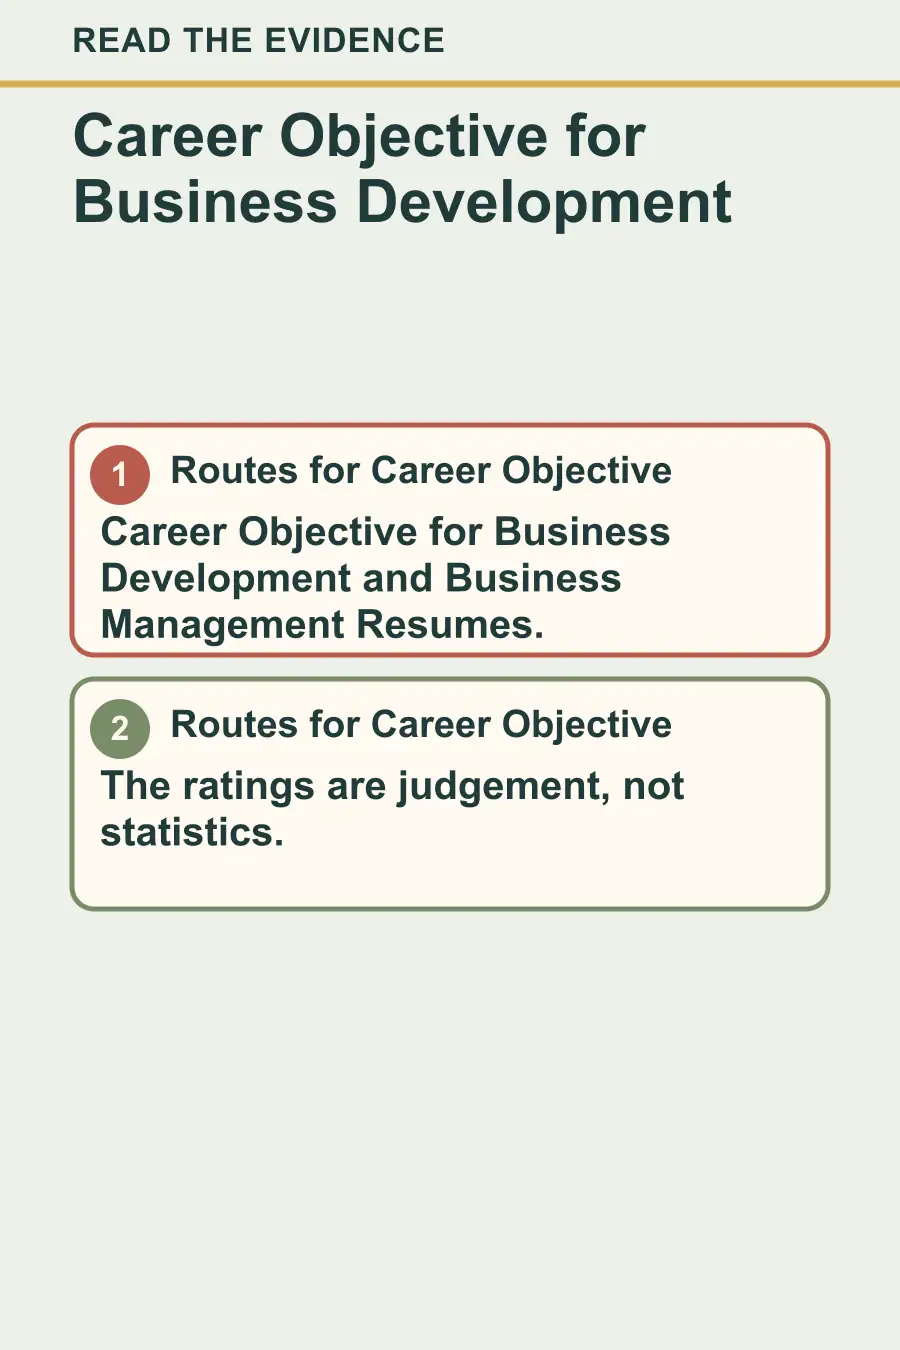 READ THE EVIDENCE
Career Objective for
Business Development
1 Routes for Career Objective
Career Objective for Business
Development and Business
Management Resumes.
2 Routes for Career Objective
The ratings are judgement, not
statistics.